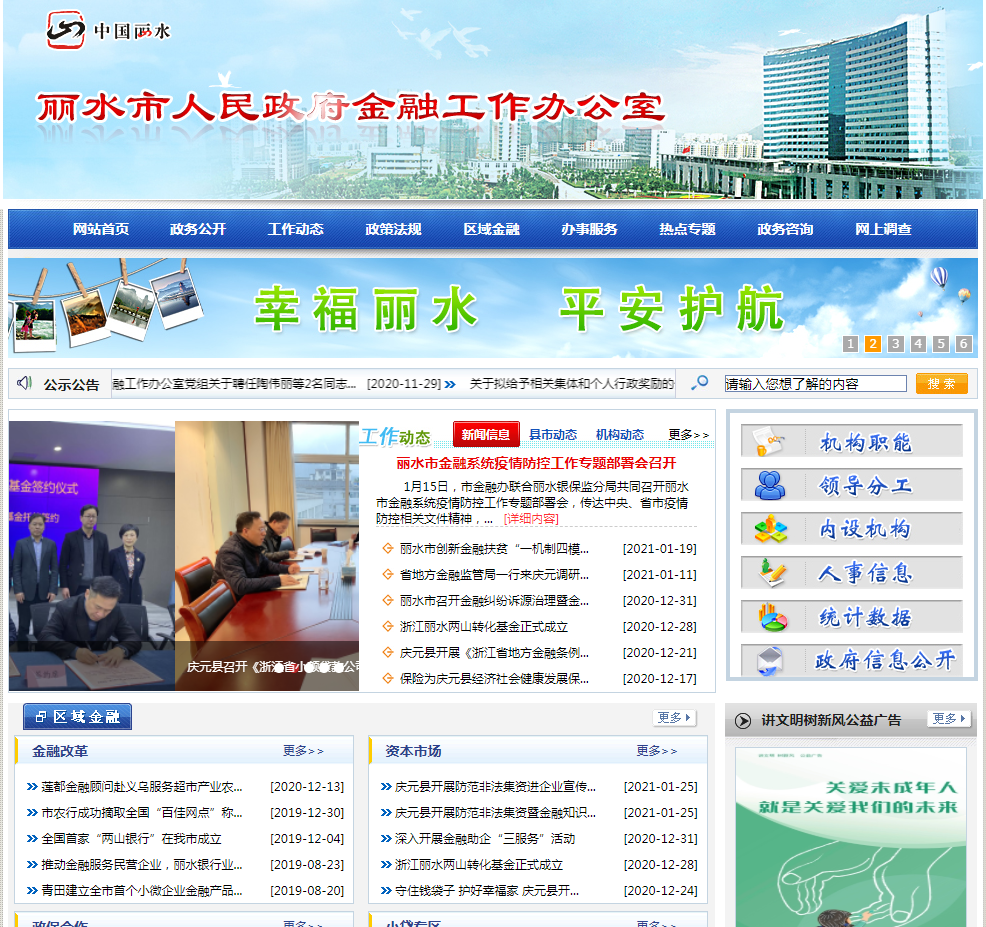 中国丽水
丽水市人民政府金融工作办公室
网站首页 政务公开 工作动态 政策法规 区域金融 办事服务 热点专题 政务咨询 网上调查
幸福丽水 平安护航
1 2 3 4 5 6
公示公告 融工作办公室党组关于聘任陶伟丽等2名同志... [2020-11-29] 关于拟给予相关集体和个人行政奖励的 请输入您想了解的内容 搜 索
基金签约仪式
庆元县召开《浙江省小额贷款公司
工作动态 新闻信息 县市动态 机构动态 更多>>
丽水市金融系统疫情防控工作专题部署会召开
1月15日，市金融办联合丽水银保监分局共同召开丽水
市金融系统疫情防控工作专题部署会，传达中央、省市疫情
防控相关文件精神，... [详细内容]
丽水市创新金融扶贫“一机制四模... [2021-01-19]
省地方金融监管局一行来庆元调研... [2021-01-11]
丽水市召开金融纠纷诉源治理暨金... [2020-12-31]
浙江丽水两山转化基金正式成立 [2020-12-28]
庆元县开展《浙江省地方金融条例... [2020-12-21]
保险为庆元县经济社会健康发展保... [2020-12-17]
机构职能
领导分工
内设机构
人事信息
统计数据
政府信息公开
区域金融 更多
金融改革 更多>>
莲都金融顾问赴义乌服务超市产业农... [2020-12-13]
市农行成功摘取全国“百佳网点”称... [2019-12-30]
全国首家“两山银行”在我市成立 [2019-12-04]
推动金融服务民营企业，丽水银行业... [2019-08-23]
青田建立全市首个小微企业金融产品... [2019-08-20]
资本市场 更多>>
庆元县开展防范非法集资进企业宣传... [2021-01-25]
庆元县开展防范非法集资暨金融知识... [2021-01-25]
深入开展金融助企“三服务”活动 [2020-12-31]
浙江丽水两山转化基金正式成立 [2020-12-28]
守住钱袋子 护好幸福家 庆元县开... [2020-12-24]
政保合作 更多>>
小贷专区 更多>>
讲文明树新风公益广告 更多
关爱未成年人
就是关爱我们的未来